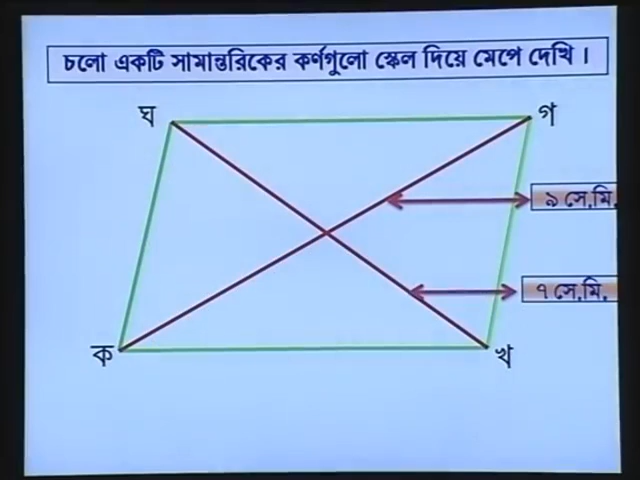 চলো একটি সামান্তরিকের কর্ণগুলো স্কেল দিয়ে মেপে দেখি ।
ঘ
গ
৯ সে.মি.
৭ সে.মি.
ক
খ